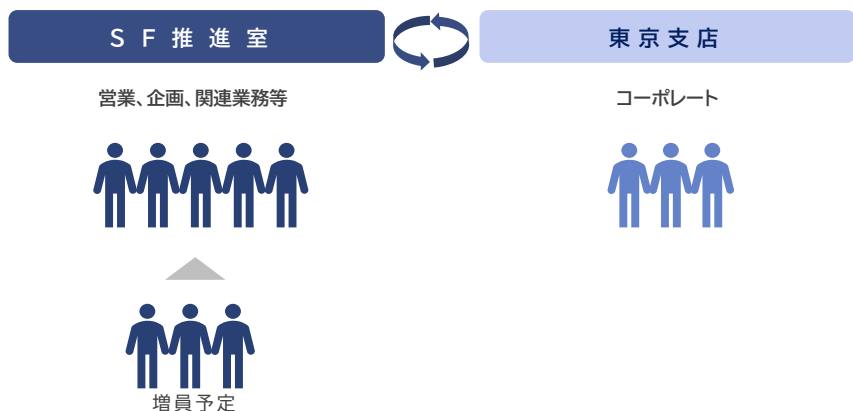 SF推進室
東京支店
営業、企画、関連業務等
コーポレート
増員予定